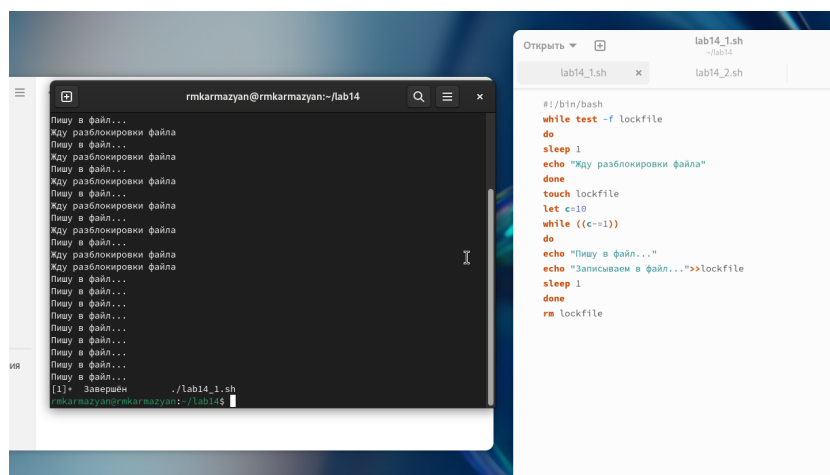 rmkarmazyan@rmkarmazyan:~/lab14
Пишу в файл...
Жду разблокировки файла
Пишу в файл...
Жду разблокировки файла
Пишу в файл...
Жду разблокировки файла
Пишу в файл...
Жду разблокировки файла
Пишу в файл...
Жду разблокировки файла
Пишу в файл...
Жду разблокировки файла
Жду разблокировки файла
Пишу в файл...
Пишу в файл...
Пишу в файл...
Пишу в файл...
Пишу в файл...
Пишу в файл...
Пишу в файл...
Пишу в файл...
Пишу в файл...
[1]+ Завершён ./lab14_1.sh
rmkarmazyan@rmkarmazyan:~/lab14$
ия
Открыть
lab14_1.sh
~/lab14
lab14_1.sh
lab14_2.sh
#!/bin/bash
while test -f lockfile
do
sleep 1
echo "Жду разблокировки файла"
done
touch lockfile
let c=10
while ((c-=1))
do
echo "Пишу в файл..."
echo "Записываем в файл...">>lockfile
sleep 1
done
rm lockfile